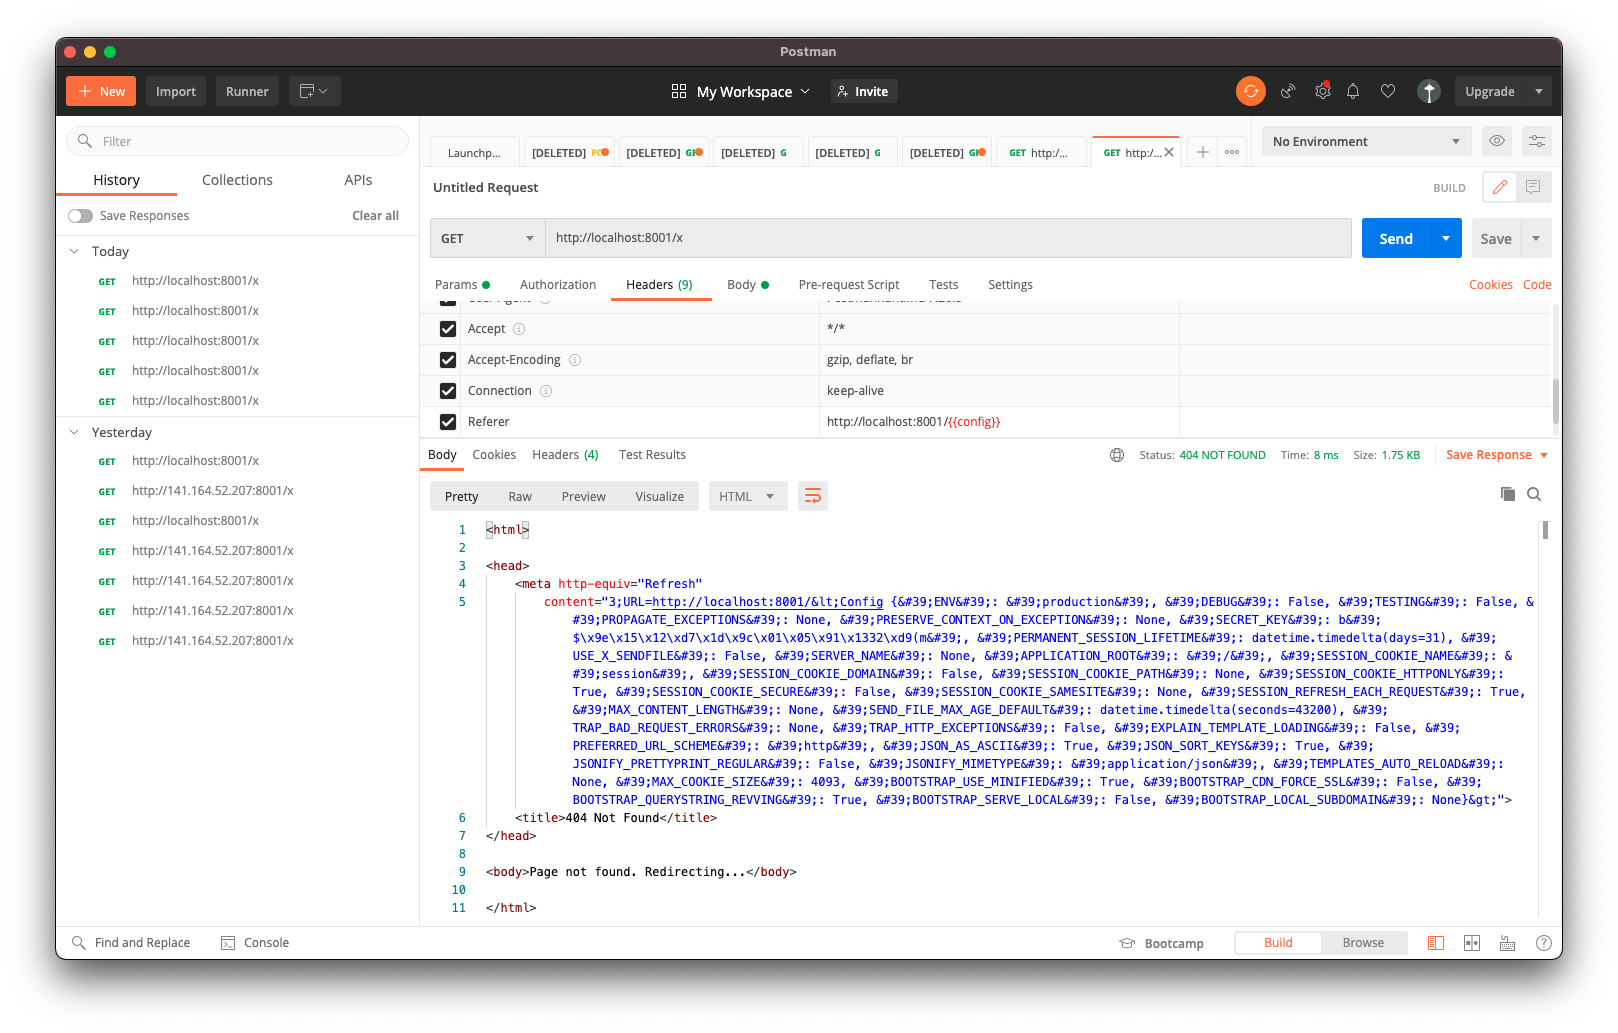 Postman
New
Import
Runner
My Workspace
Invite
Upgrade
Filter
History
Collections
APIs
Save Responses
Clear all
Today
GET http://localhost:8001/x
GET http://localhost:8001/x
GET http://localhost:8001/x
GET http://localhost:8001/x
GET http://localhost:8001/x
Yesterday
GET http://localhost:8001/x
GET http://141.164.52.207:8001/x
GET http://localhost:8001/x
GET http://141.164.52.207:8001/x
GET http://141.164.52.207:8001/x
GET http://141.164.52.207:8001/x
GET http://141.164.52.207:8001/x
Launchp...
[DELETED]
[DELETED]
[DELETED] G
[DELETED] G
[DELETED]
GET http:/...
GET http:/...
No Environment
Untitled Request
BUILD
GET
http://localhost:8001/x
Send
Save
Params
Authorization
Headers (9)
Body
Pre-request Script
Tests
Settings
Cookies
Code
Accept */*
Accept-Encoding gzip, deflate, br
Connection keep-alive
Referer http://localhost:8001/{{config}}
Body
Cookies
Headers (4)
Test Results
Status: 404 NOT FOUND
Time: 8 ms
Size: 1.75 KB
Save Response
Pretty
Raw
Preview
Visualize
HTML
1 <html>
2
3 <head>
4 <meta http-equiv="Refresh"
5 content="3;URL=http://localhost:8001/&lt;Config {&#39;ENV&#39;: &#39;production&#39;, &#39;DEBUG&#39;: False, &#39;TESTING&#39;: False, &
#39;PROPAGATE_EXCEPTIONS&#39;: None, &#39;PRESERVE_CONTEXT_ON_EXCEPTION&#39;: None, &#39;SECRET_KEY&#39;: b&#39;
$\x9e\x15\x12\xd7\x1d\x9c\x01\x05\x91\x1332\xd9(m&#39;, &#39;PERMANENT_SESSION_LIFETIME&#39;: datetime.timedelta(days=31), &#39;
USE_X_SENDFILE&#39;: False, &#39;SERVER_NAME&#39;: None, &#39;APPLICATION_ROOT&#39;: &#39;/&#39;, &#39;SESSION_COOKIE_NAME&#39;: &
#39;session&#39;, &#39;SESSION_COOKIE_DOMAIN&#39;: False, &#39;SESSION_COOKIE_PATH&#39;: None, &#39;SESSION_COOKIE_HTTPONLY&#39;:
True, &#39;SESSION_COOKIE_SECURE&#39;: False, &#39;SESSION_COOKIE_SAMESITE&#39;: None, &#39;SESSION_REFRESH_EACH_REQUEST&#39;: True,
&#39;MAX_CONTENT_LENGTH&#39;: None, &#39;SEND_FILE_MAX_AGE_DEFAULT&#39;: datetime.timedelta(seconds=43200), &#39;
TRAP_BAD_REQUEST_ERRORS&#39;: None, &#39;TRAP_HTTP_EXCEPTIONS&#39;: False, &#39;EXPLAIN_TEMPLATE_LOADING&#39;: False, &#39;
PREFERRED_URL_SCHEME&#39;: &#39;http&#39;, &#39;JSON_AS_ASCII&#39;: True, &#39;JSON_SORT_KEYS&#39;: True, &#39;
JSONIFY_PRETTYPRINT_REGULAR&#39;: False, &#39;JSONIFY_MIMETYPE&#39;: &#39;application/json&#39;, &#39;TEMPLATES_AUTO_RELOAD&#39;:
None, &#39;MAX_COOKIE_SIZE&#39;: 4093, &#39;BOOTSTRAP_USE_MINIFIED&#39;: True, &#39;BOOTSTRAP_CDN_FORCE_SSL&#39;: False, &#39;
BOOTSTRAP_QUERYSTRING_REVVING&#39;: True, &#39;BOOTSTRAP_SERVE_LOCAL&#39;: False, &#39;BOOTSTRAP_LOCAL_SUBDOMAIN&#39;: None}&gt;">
6 <title>404 Not Found</title>
7 </head>
8
9 <body>Page not found. Redirecting...</body>
10
11 </html>
Find and Replace
Console
Bootcamp
Build
Browse